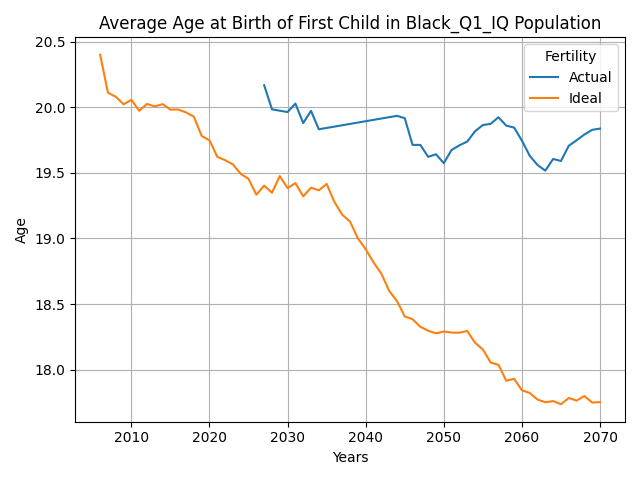 Average Age at Birth of First Child in Black_Q1_IQ Population
20.5
20.0
19.5
19.0
18.5
18.0
Age
Fertility
Actual
Ideal
2010 2020 2030 2040 2050 2060 2070
Years